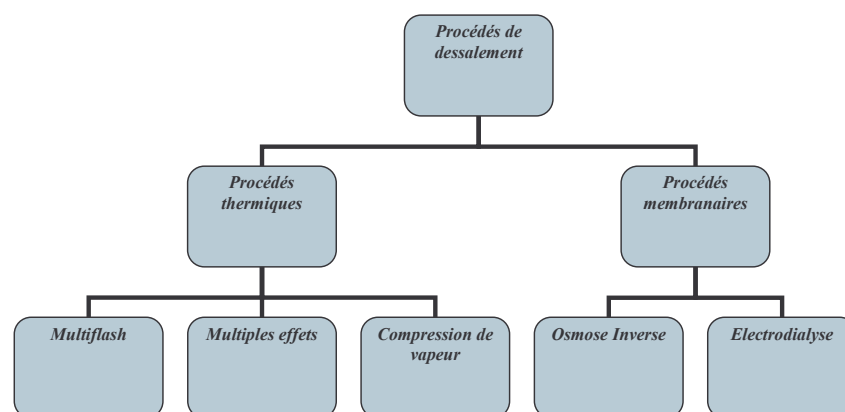 Procédés de
dessalement
Procédés
thermiques
Procédés
membranaires
Multiflash
Multiples effets
Compression de
vapeur
Osmose Inverse
Electrodialyse